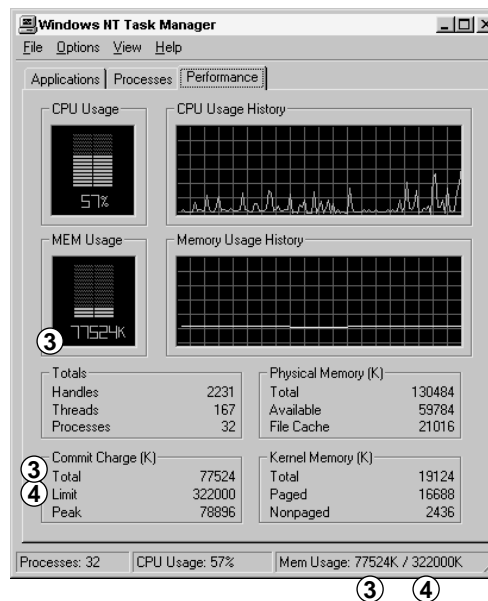 Windows NT Task Manager
File Options View Help
Applications Processes Performance
CPU Usage CPU Usage History
57%
MEM Usage Memory Usage History
77524K
3
Totals Physical Memory (K)
Handles 2231 Total 130484
Threads 167 Available 59784
Processes 32 File Cache 21016
Commit Charge (K) Kernel Memory (K)
3 Total 77524 Total 19124
4 Limit 322000 Paged 16688
Peak 78896 Nonpaged 2436
Processes: 32 CPU Usage: 57% Mem Usage: 77524K / 322000K
3 4